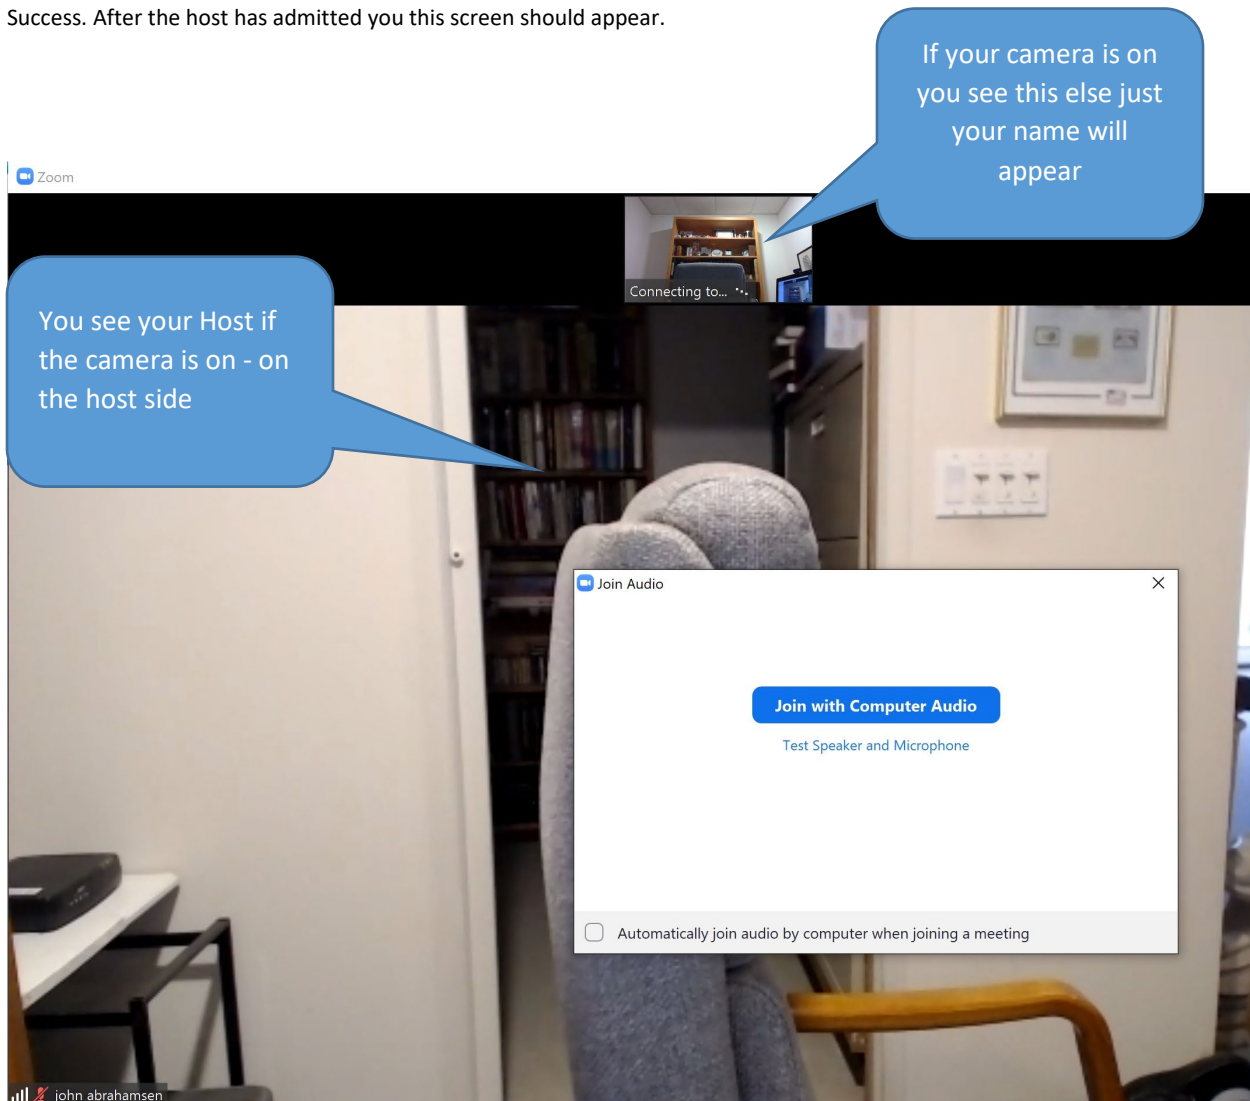 Success. After the host has admitted you this screen should appear.
If your camera is on
you see this else just
your name will
appear
Zoom
Connecting to...
You see your Host if
the camera is on - on
the host side
Join Audio
Join with Computer Audio
Test Speaker and Microphone
Automatically join audio by computer when joining a meeting
john abrahamsen